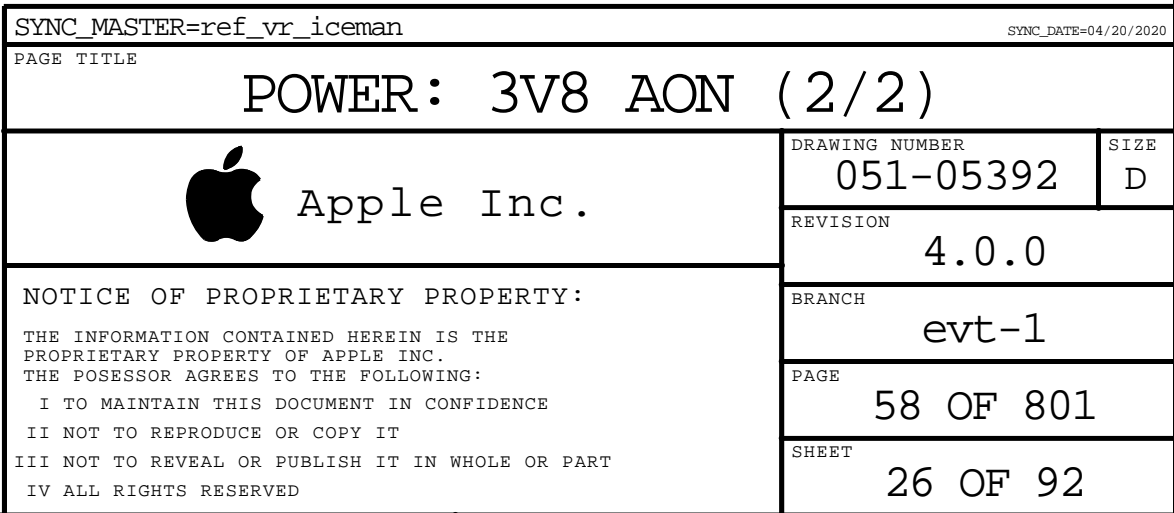 SYNC_MASTER=ref_vr_iceman
SYNC_DATE=04/20/2020
PAGE TITLE
POWER: 3V8 AON (2/2)
Apple Inc.
DRAWING NUMBER
051-05392
SIZE
D
REVISION
4.0.0
NOTICE OF PROPRIETARY PROPERTY:
THE INFORMATION CONTAINED HEREIN IS THE
PROPRIETARY PROPERTY OF APPLE INC.
THE POSESSOR AGREES TO THE FOLLOWING:
I TO MAINTAIN THIS DOCUMENT IN CONFIDENCE
II NOT TO REPRODUCE OR COPY IT
III NOT TO REVEAL OR PUBLISH IT IN WHOLE OR PART
IV ALL RIGHTS RESERVED
BRANCH
evt-1
PAGE
58 OF 801
SHEET
26 OF 92